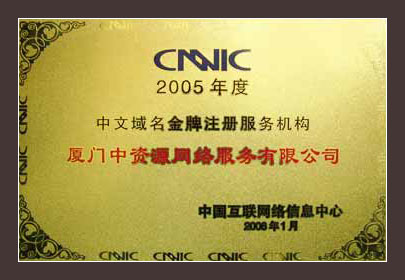 CNNIC
2005年度
中文域名金牌注册服务机构
厦门中资源网络服务有限公司
中国互联网络信息中心
2006年1月